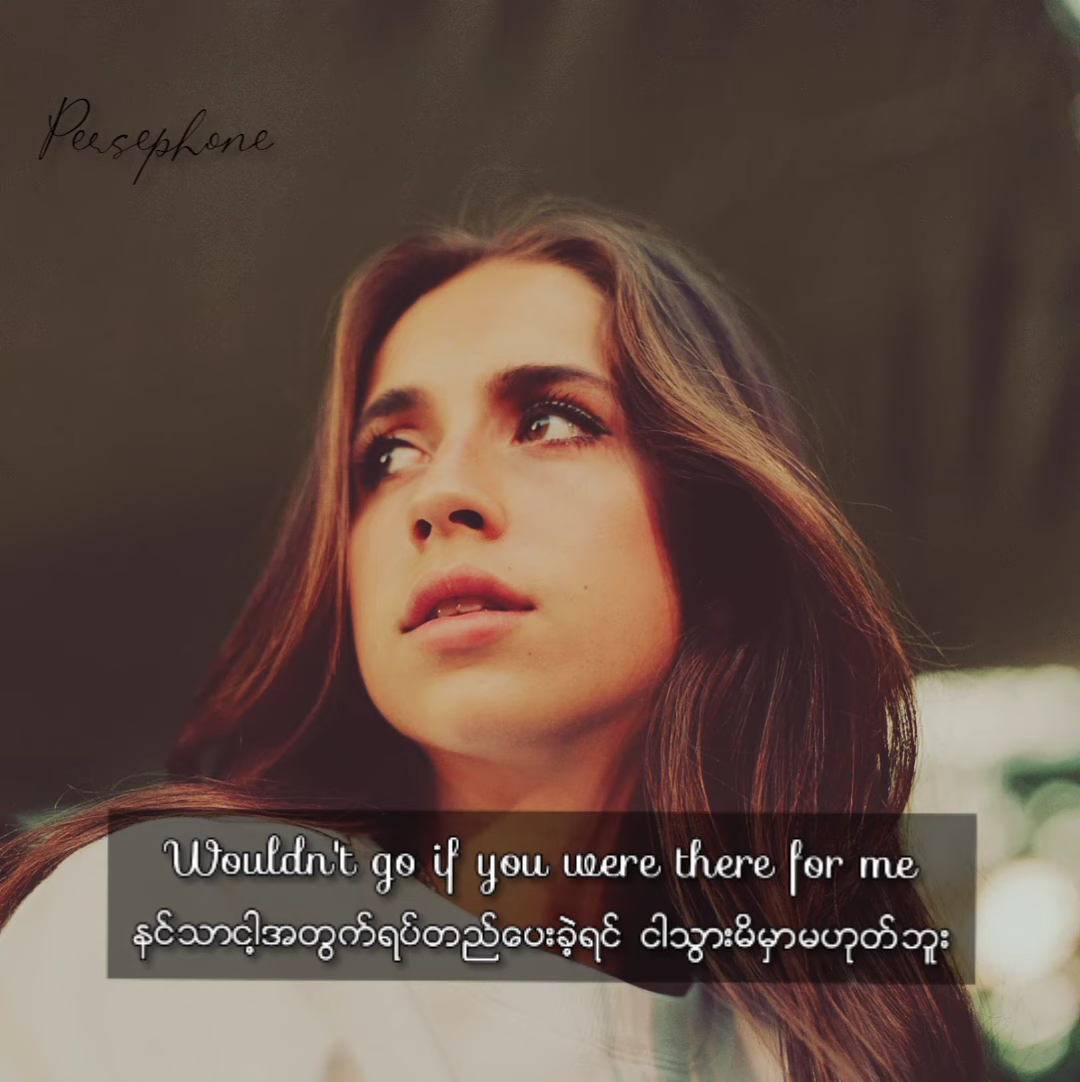 Persephone
Wouldn't go if you were there for me
နင်သာငါ့အတွက်ရပ်တည်ပေးခဲ့ရင် ငါသွားမိမှာမဟုတ်ဘူး